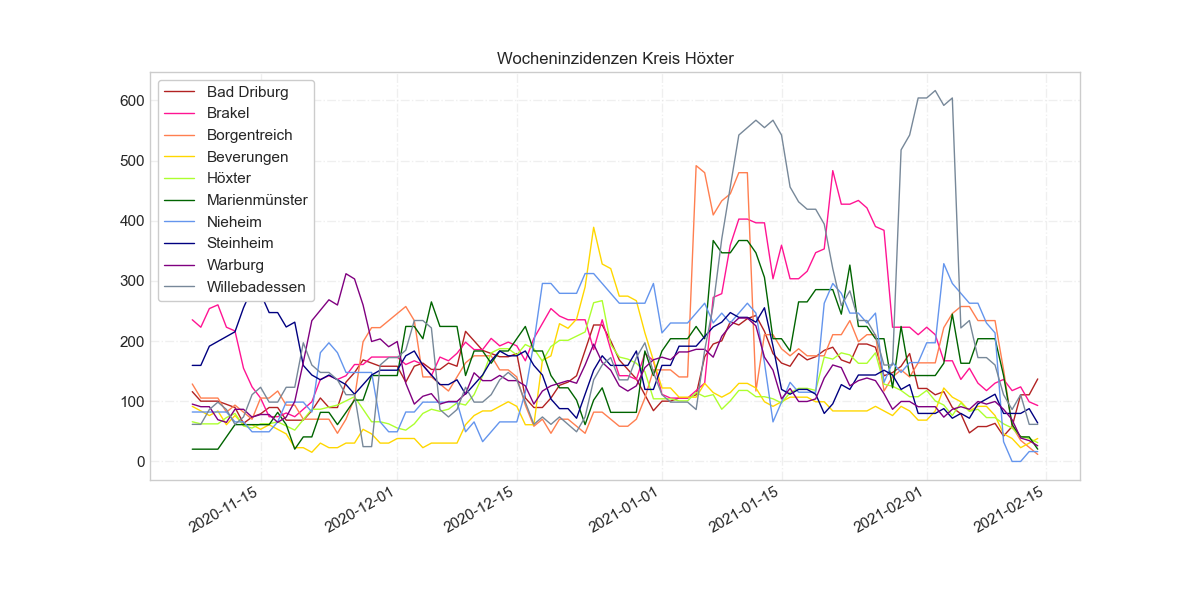 Wocheninzidenzen Kreis Höxter
Bad Driburg
Brakel
Borgentreich
Beverungen
Höxter
Marienmünster
Nieheim
Steinheim
Warburg
Willebadessen
600
500
400
300
200
100
0
2020-11-15
2020-12-01
2020-12-15
2021-01-01
2021-01-15
2021-02-01
2021-02-15